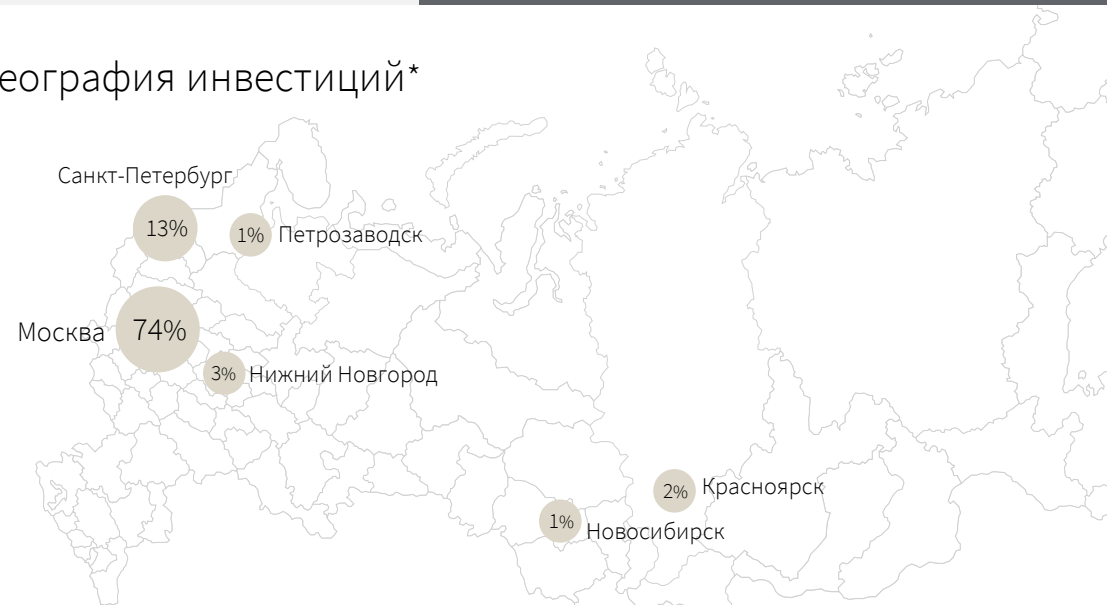 еография инвестиций*
Санкт-Петербург
13%
1% Петрозаводск
Москва 74%
3% Нижний Новгород
2% Красноярск
1% Новосибирск